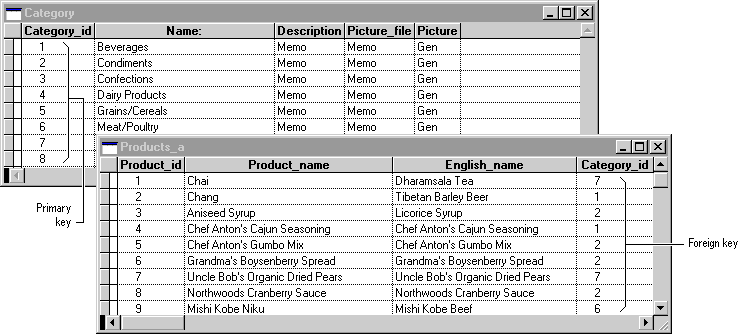 Category
Category_id Name: Description Picture_file Picture
1 Beverages Memo Memo Gen
2 Condiments Memo Memo Gen
3 Confections Memo Memo Gen
4 Dairy Products Memo Memo Gen
5 Grains/Cereals Memo Memo Gen
6 Meat/Poultry Memo Memo Gen
7
8
Primary
key
Products_a
Product_id Product_name English_name Category_id
1 Chai Dharamsala Tea 7
2 Chang Tibetan Barley Beer 1
3 Aniseed Syrup Licorice Syrup 2
4 Chef Anton's Cajun Seasoning Chef Anton's Cajun Seasoning 1
5 Chef Anton's Gumbo Mix Chef Anton's Gumbo Mix 2
6 Grandma's Boysenberry Spread Grandma's Boysenberry Spread 2
7 Uncle Bob's Organic Dried Pears Uncle Bob's Organic Dried Pears 7
8 Northwoods Cranberry Sauce Northwoods Cranberry Sauce 2
9 Mishi Kobe Niku Mishi Kobe Beef 6
Foreign key